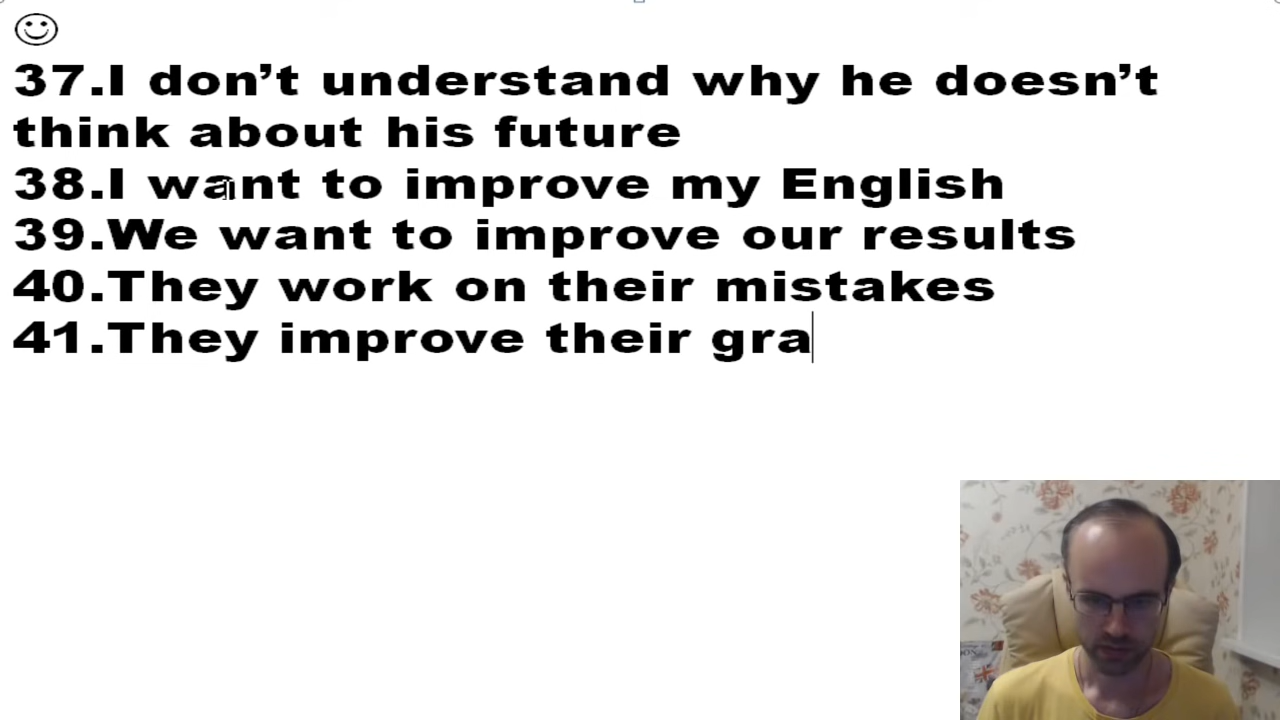 37.I don’t understand why he doesn’t
think about his future
38.I want to improve my English
39.We want to improve our results
40.They work on their mistakes
41.They improve their gra